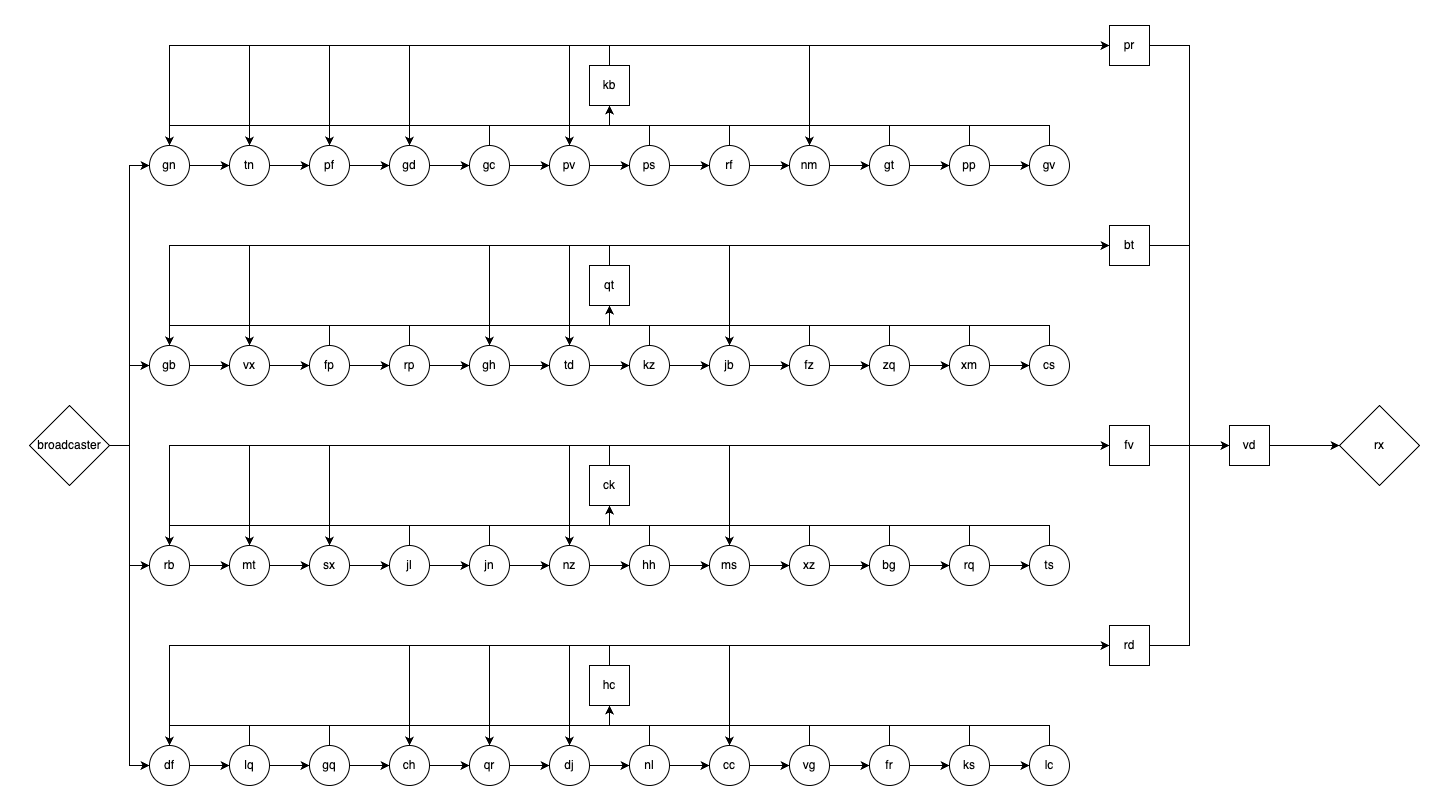 pr
kb
gn tn pf gd gc pv ps rf nm gt pp gv
bt
qt
gb vx fp rp gh td kz jb fz zq xm cs
broadcaster fv vd rx
ck
rb mt sx jl jn nz hh ms xz bg rq ts
rd
hc
df lq gq ch qr dj nl cc vg fr ks lc